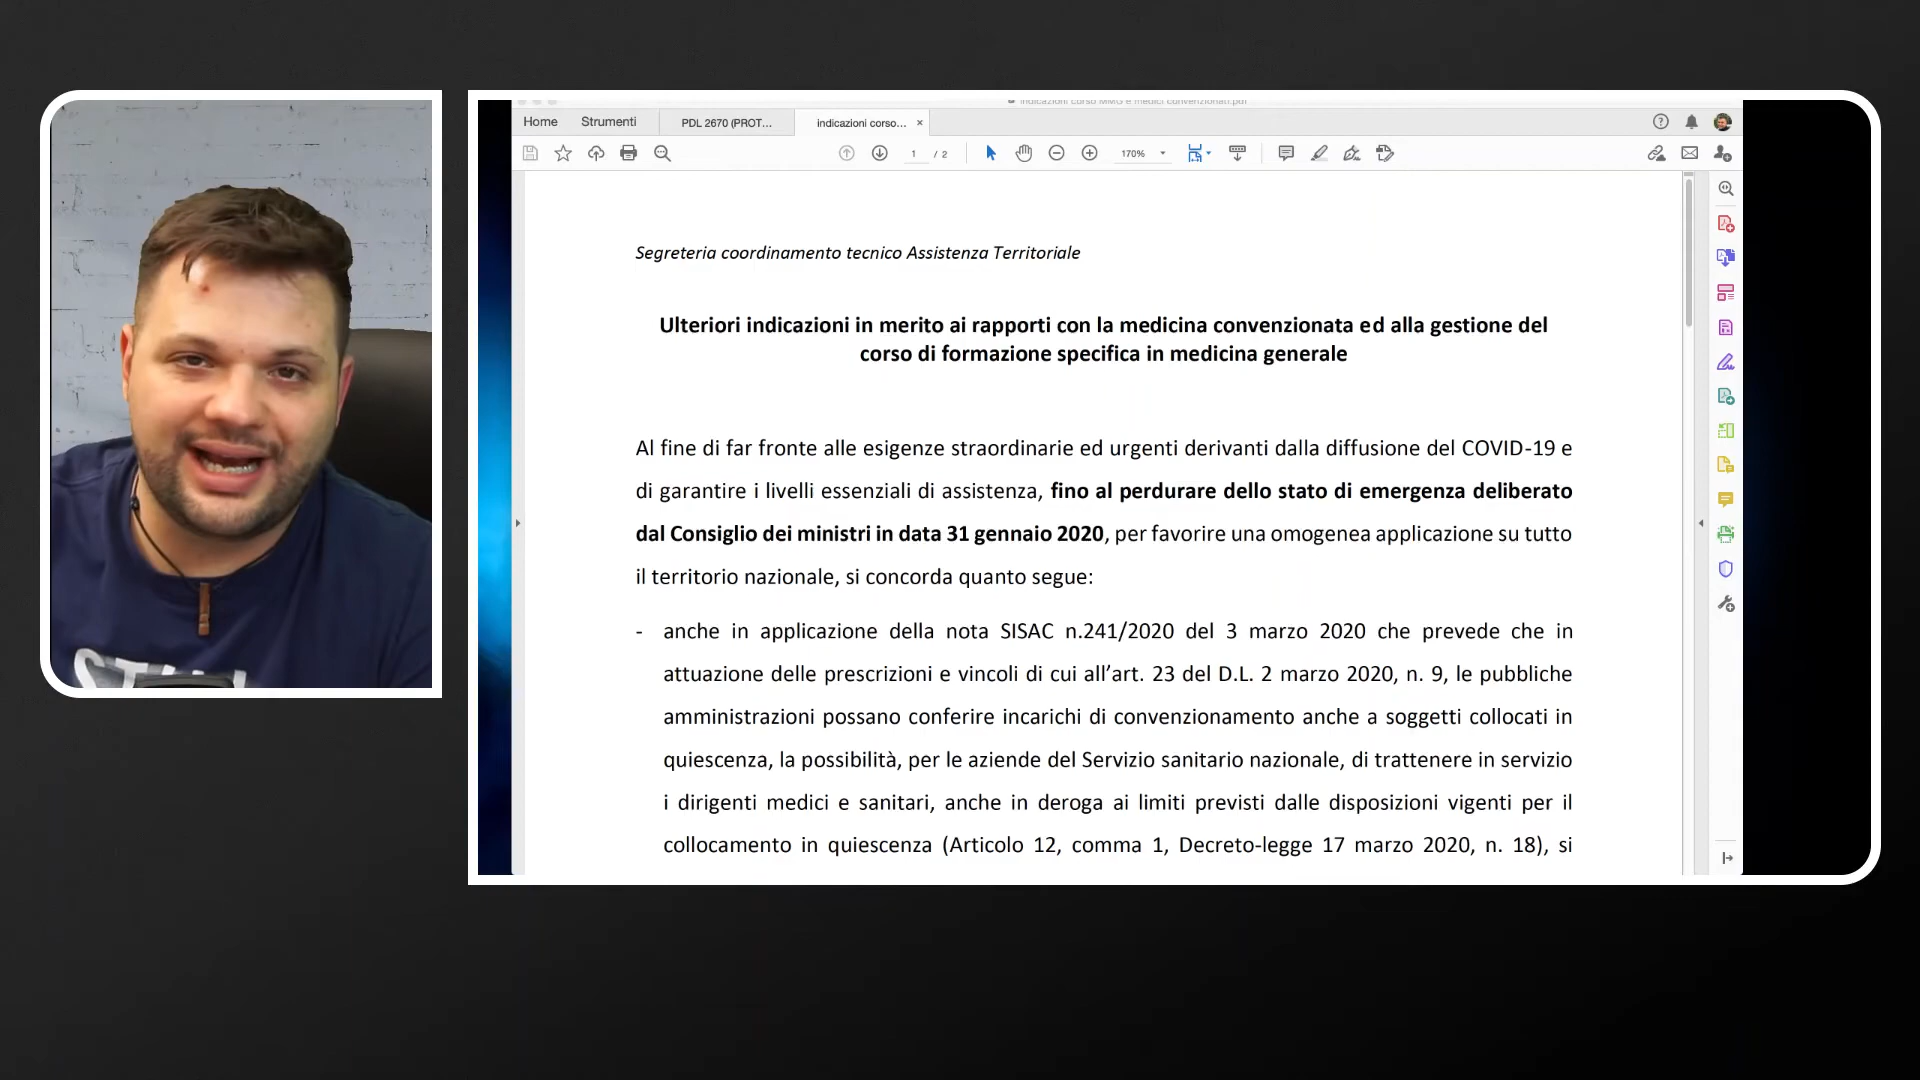 indicazioni corso MMG e medici convenzionati.pdf
Home Strumenti PDL 2670 (PROT... indicazioni corso... ×
1 / 2 170%
Segreteria coordinamento tecnico Assistenza Territoriale
Ulteriori indicazioni in merito ai rapporti con la medicina convenzionata ed alla gestione del
corso di formazione specifica in medicina generale
Al fine di far fronte alle esigenze straordinarie ed urgenti derivanti dalla diffusione del COVID-19 e
di garantire i livelli essenziali di assistenza, fino al perdurare dello stato di emergenza deliberato
dal Consiglio dei ministri in data 31 gennaio 2020, per favorire una omogenea applicazione su tutto
il territorio nazionale, si concorda quanto segue:
- anche in applicazione della nota SISAC n.241/2020 del 3 marzo 2020 che prevede che in
attuazione delle prescrizioni e vincoli di cui all’art. 23 del D.L. 2 marzo 2020, n. 9, le pubbliche
amministrazioni possano conferire incarichi di convenzionamento anche a soggetti collocati in
quiescenza, la possibilità, per le aziende del Servizio sanitario nazionale, di trattenere in servizio
i dirigenti medici e sanitari, anche in deroga ai limiti previsti dalle disposizioni vigenti per il
collocamento in quiescenza (Articolo 12, comma 1, Decreto-legge 17 marzo 2020, n. 18), si